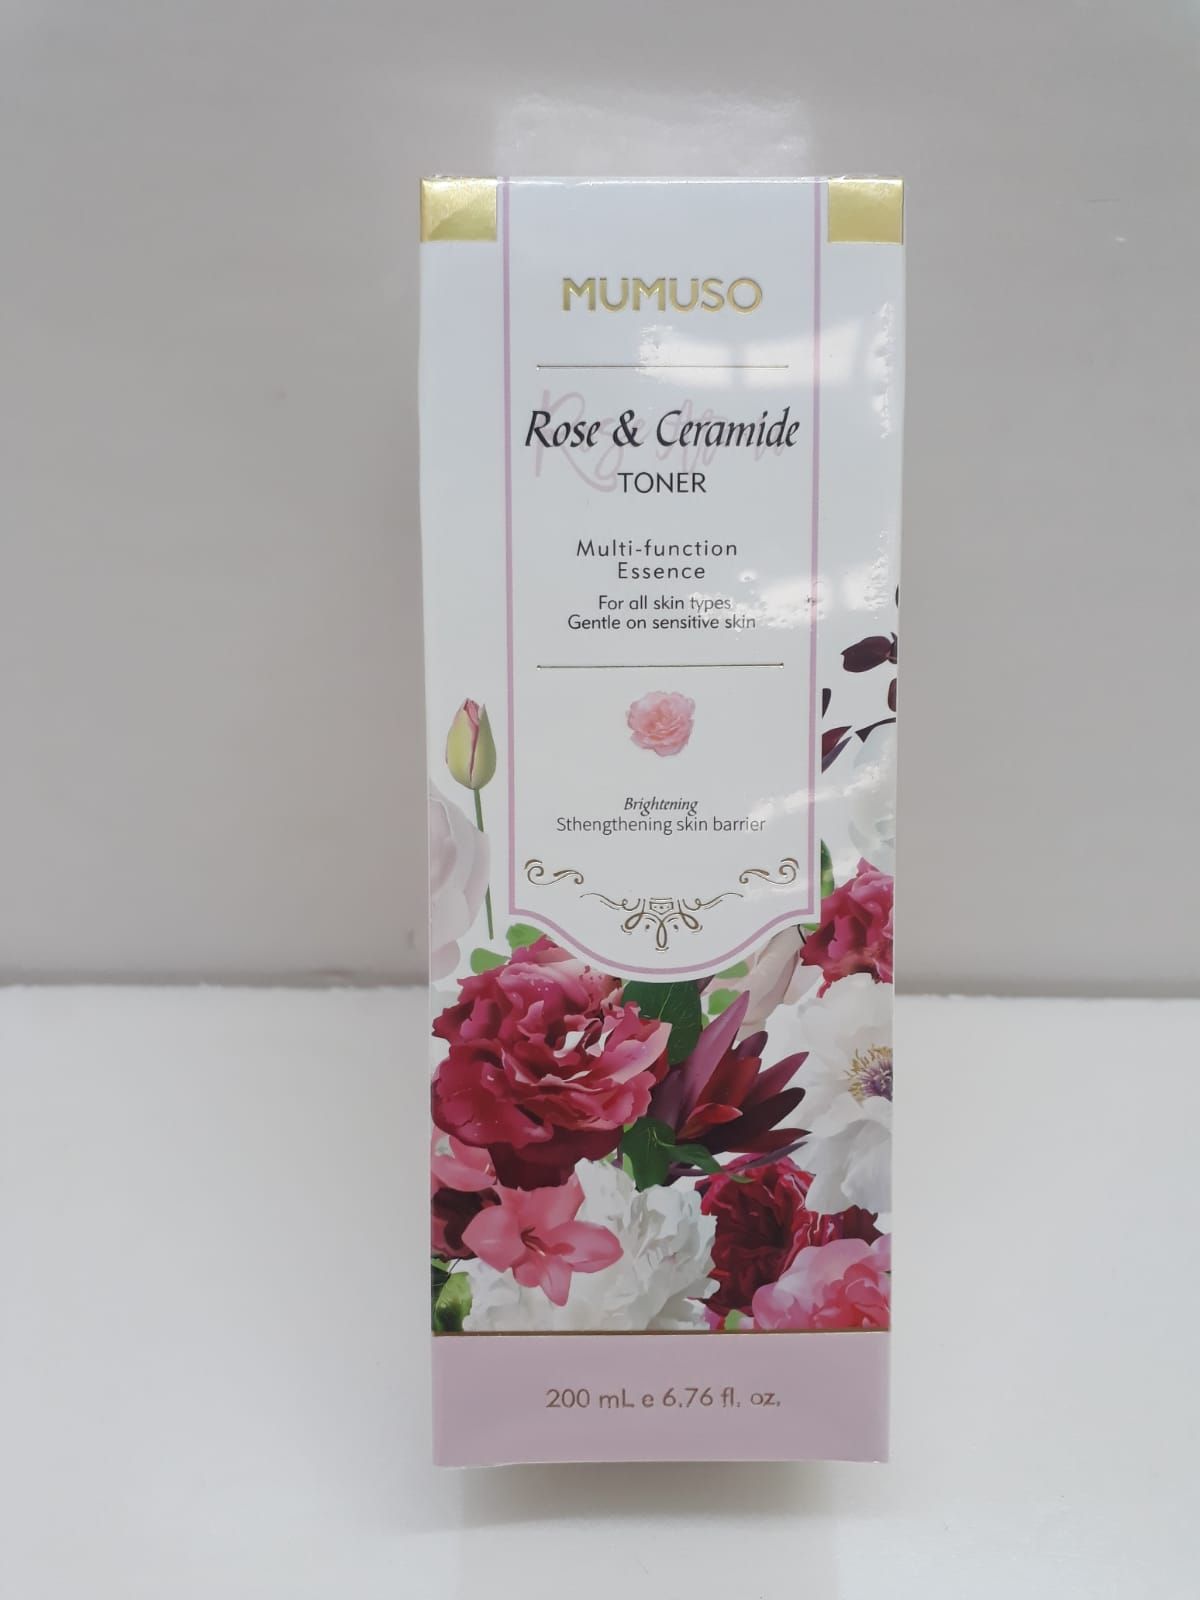 MUMUSO
Rose & Ceramide
TONER
Multi-function
Essence
For all skin types
Gentle on sensitive skin
Brightening
Sthengthening skin barrier
200 mL e 6.76 fl. oz.